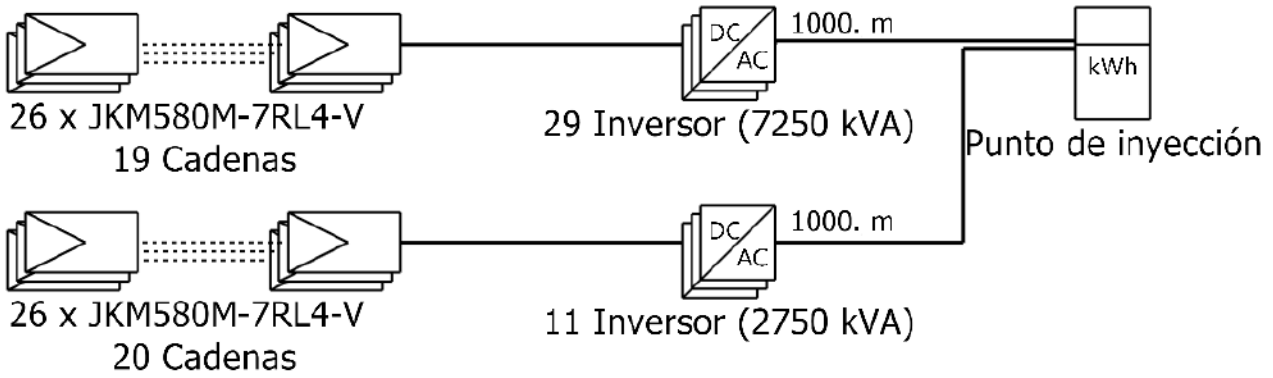 DC
AC
1000. m
kWh
26 x JKM580M-7RL4-V
19 Cadenas
29 Inversor (7250 kVA)
Punto de inyección
DC
AC
1000. m
26 x JKM580M-7RL4-V
20 Cadenas
11 Inversor (2750 kVA)